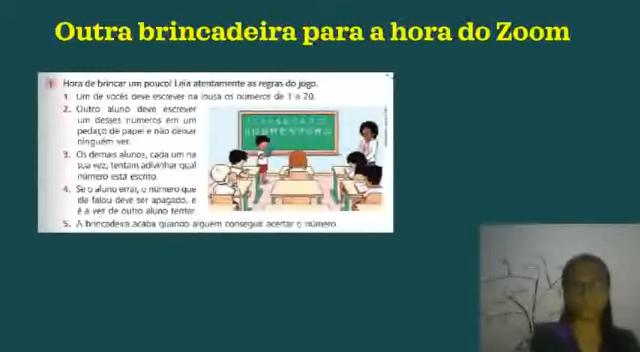 Outra brincadeira para a hora do Zoom
1 Hora de brincar um pouco! Leia atentamente as regras do jogo.
1. Um de vocês deve escrever na lousa os números de 1 a 20.
2. Outro aluno deve escrever
um desses números em um
pedaço de papel e não deixar
ninguém ver.
3. Os demais alunos, cada um na
sua vez, tentam adivinhar qual
número está escrito.
4. Se o aluno errar, o número que
ele falou deve ser apagado, e
é a vez de outro aluno tentar.
5. A brincadeira acaba quando alguém conseguir acertar o número.